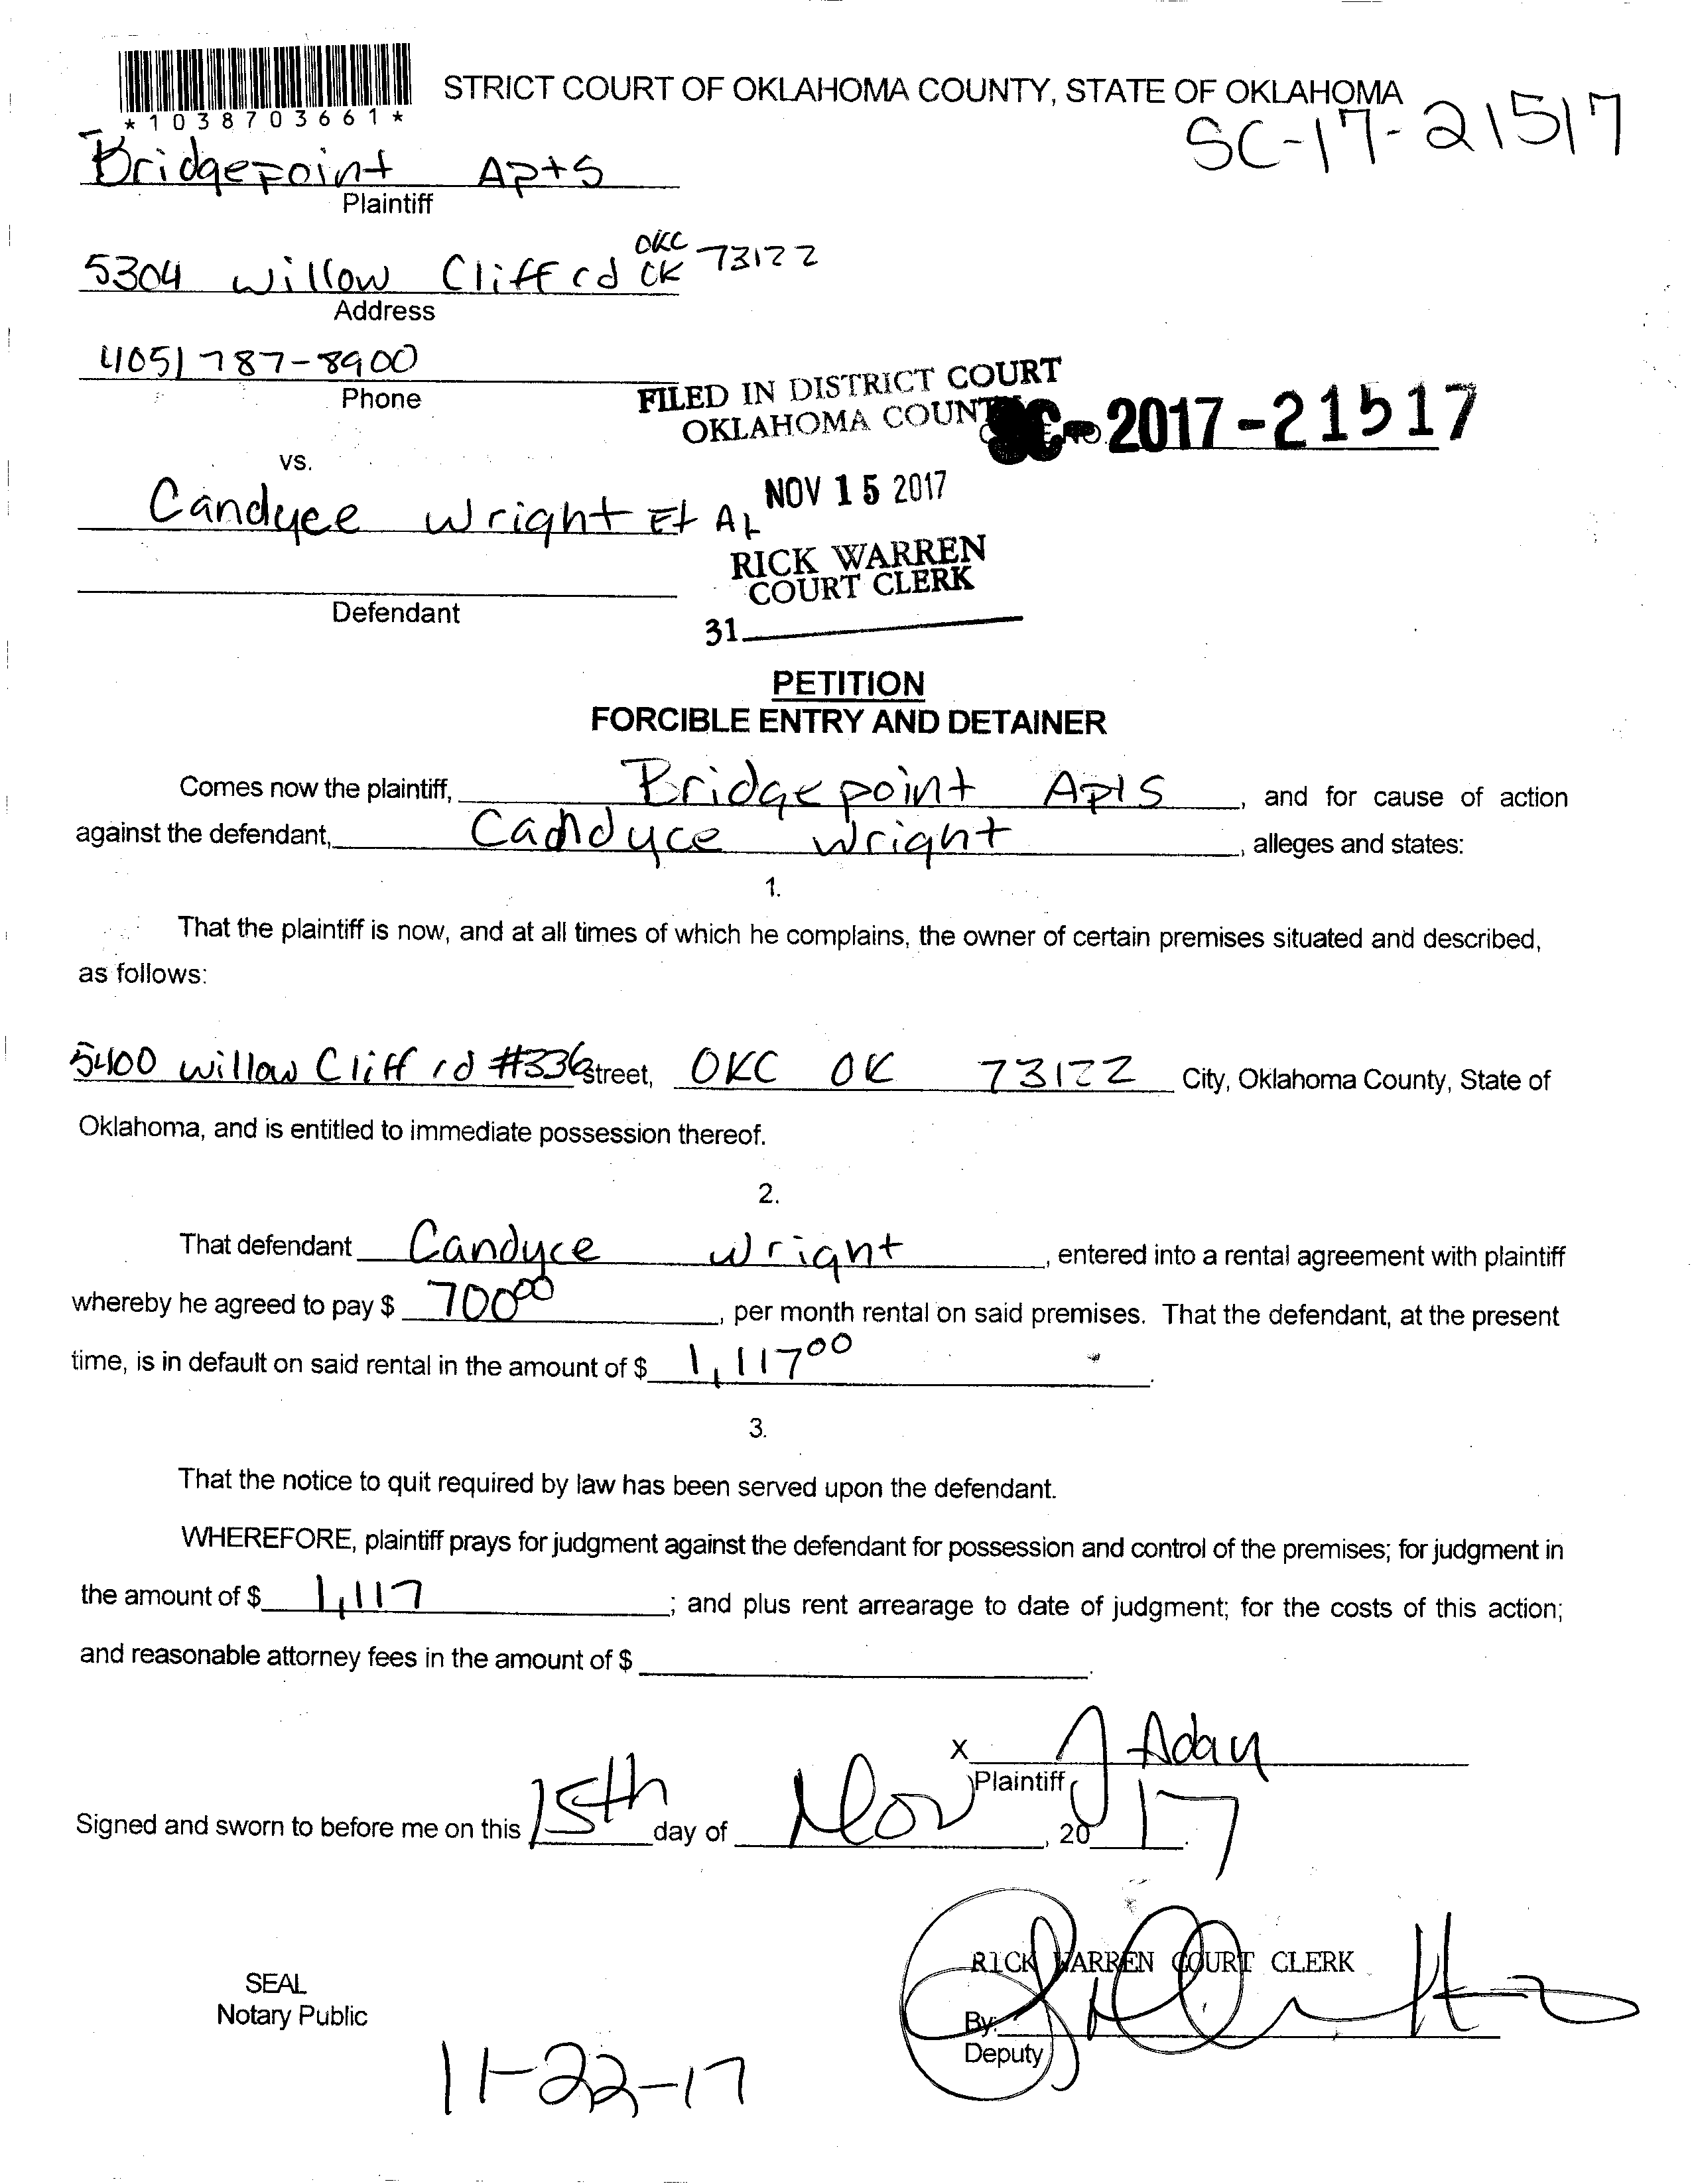 STRICT COURT OF OKLAHOMA COUNTY, STATE OF OKLAHOMA
*1038703661*
SC-17-21517
Bridgepoint Apts
Plaintiff
5304 Willow Cliff rd OKC OK 73122
Address
405) 787-8900
Phone
FILED IN DISTRICT COURT
OKLAHOMA COUNTY
SC-2017-21517
vs.
Candyce Wright Et Al
NOV 15 2017
RICK WARREN
COURT CLERK
Defendant
31
PETITION
FORCIBLE ENTRY AND DETAINER
Comes now the plaintiff, Bridgepoint Apts, and for cause of action
against the defendant, Candyce Wright, alleges and states:
1.
That the plaintiff is now, and at all times of which he complains, the owner of certain premises situated and described,
as follows:
5400 Willow Cliff rd #336 street, OKC OK 73122 City, Oklahoma County, State of
Oklahoma, and is entitled to immediate possession thereof.
2.
That defendant Candyce Wright, entered into a rental agreement with plaintiff
whereby he agreed to pay $ 700 00, per month rental on said premises. That the defendant, at the present
time, is in default on said rental in the amount of $ 1,117 00.
3.
That the notice to quit required by law has been served upon the defendant.
WHEREFORE, plaintiff prays for judgment against the defendant for possession and control of the premises; for judgment in
the amount of $ 1,117; and plus rent arrearage to date of judgment; for the costs of this action;
and reasonable attorney fees in the amount of $ .
X J Aday
Plaintiff
Signed and sworn to before me on this 15th day of Nov, 20 17.
RICK WARREN COURT CLERK
SEAL
Notary Public
By:
Deputy
11-22-17